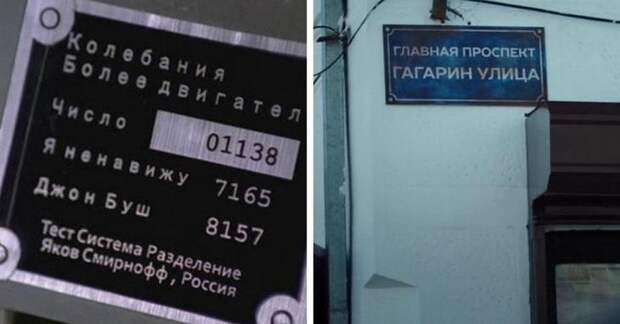 Колебания
Более двигател
Число 01138
Я ненавижу 7165
Джон Буш 8157
Тест Система Разделение
Яков Смирнофф, Россия
ГЛАВНАЯ ПРОСПЕКТ
ГАГАРИН УЛИЦА